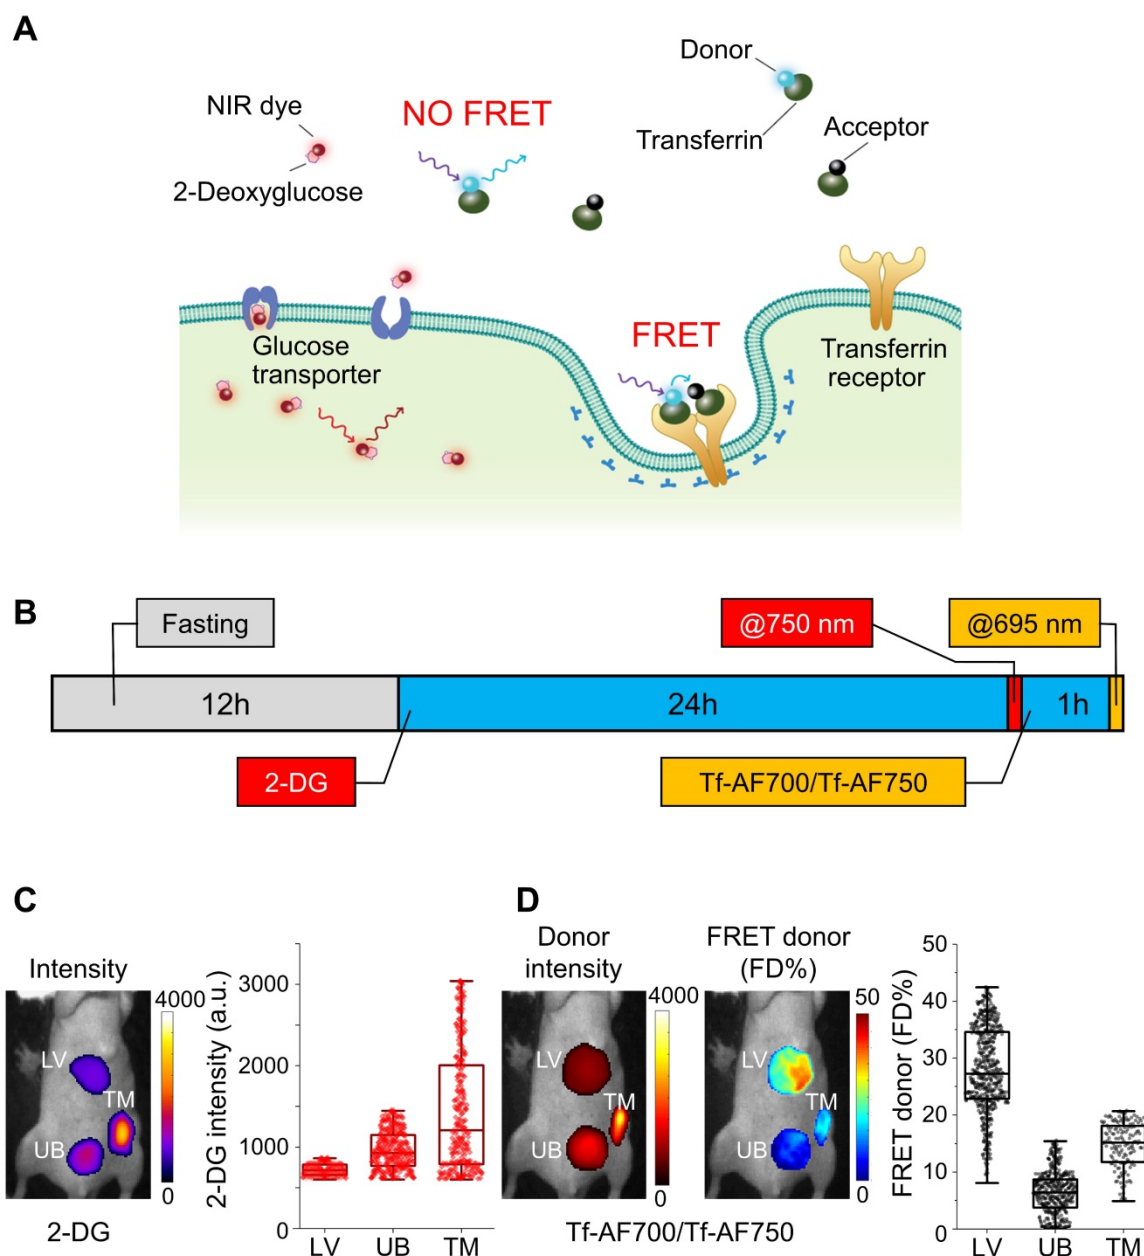 A
Donor
NIR dye
NO FRET
Transferrin
Acceptor
2-Deoxyglucose
Glucose
transporter
FRET
Transferrin
receptor
B
Fasting
@750 nm
@695 nm
12h
24h
1h
2-DG
Tf-AF700/Tf-AF750
C
Intensity
4000
0
LV
TM
UB
2-DG
2-DG intensity (a.u.)
3000
2000
1000
0
LV UB TM
D
Donor
intensity
4000
0
LV
TM
UB
FRET donor
(FD%)
50
0
LV
TM
UB
Tf-AF700/Tf-AF750
FRET donor (FD%)
50
40
30
20
10
0
LV UB TM